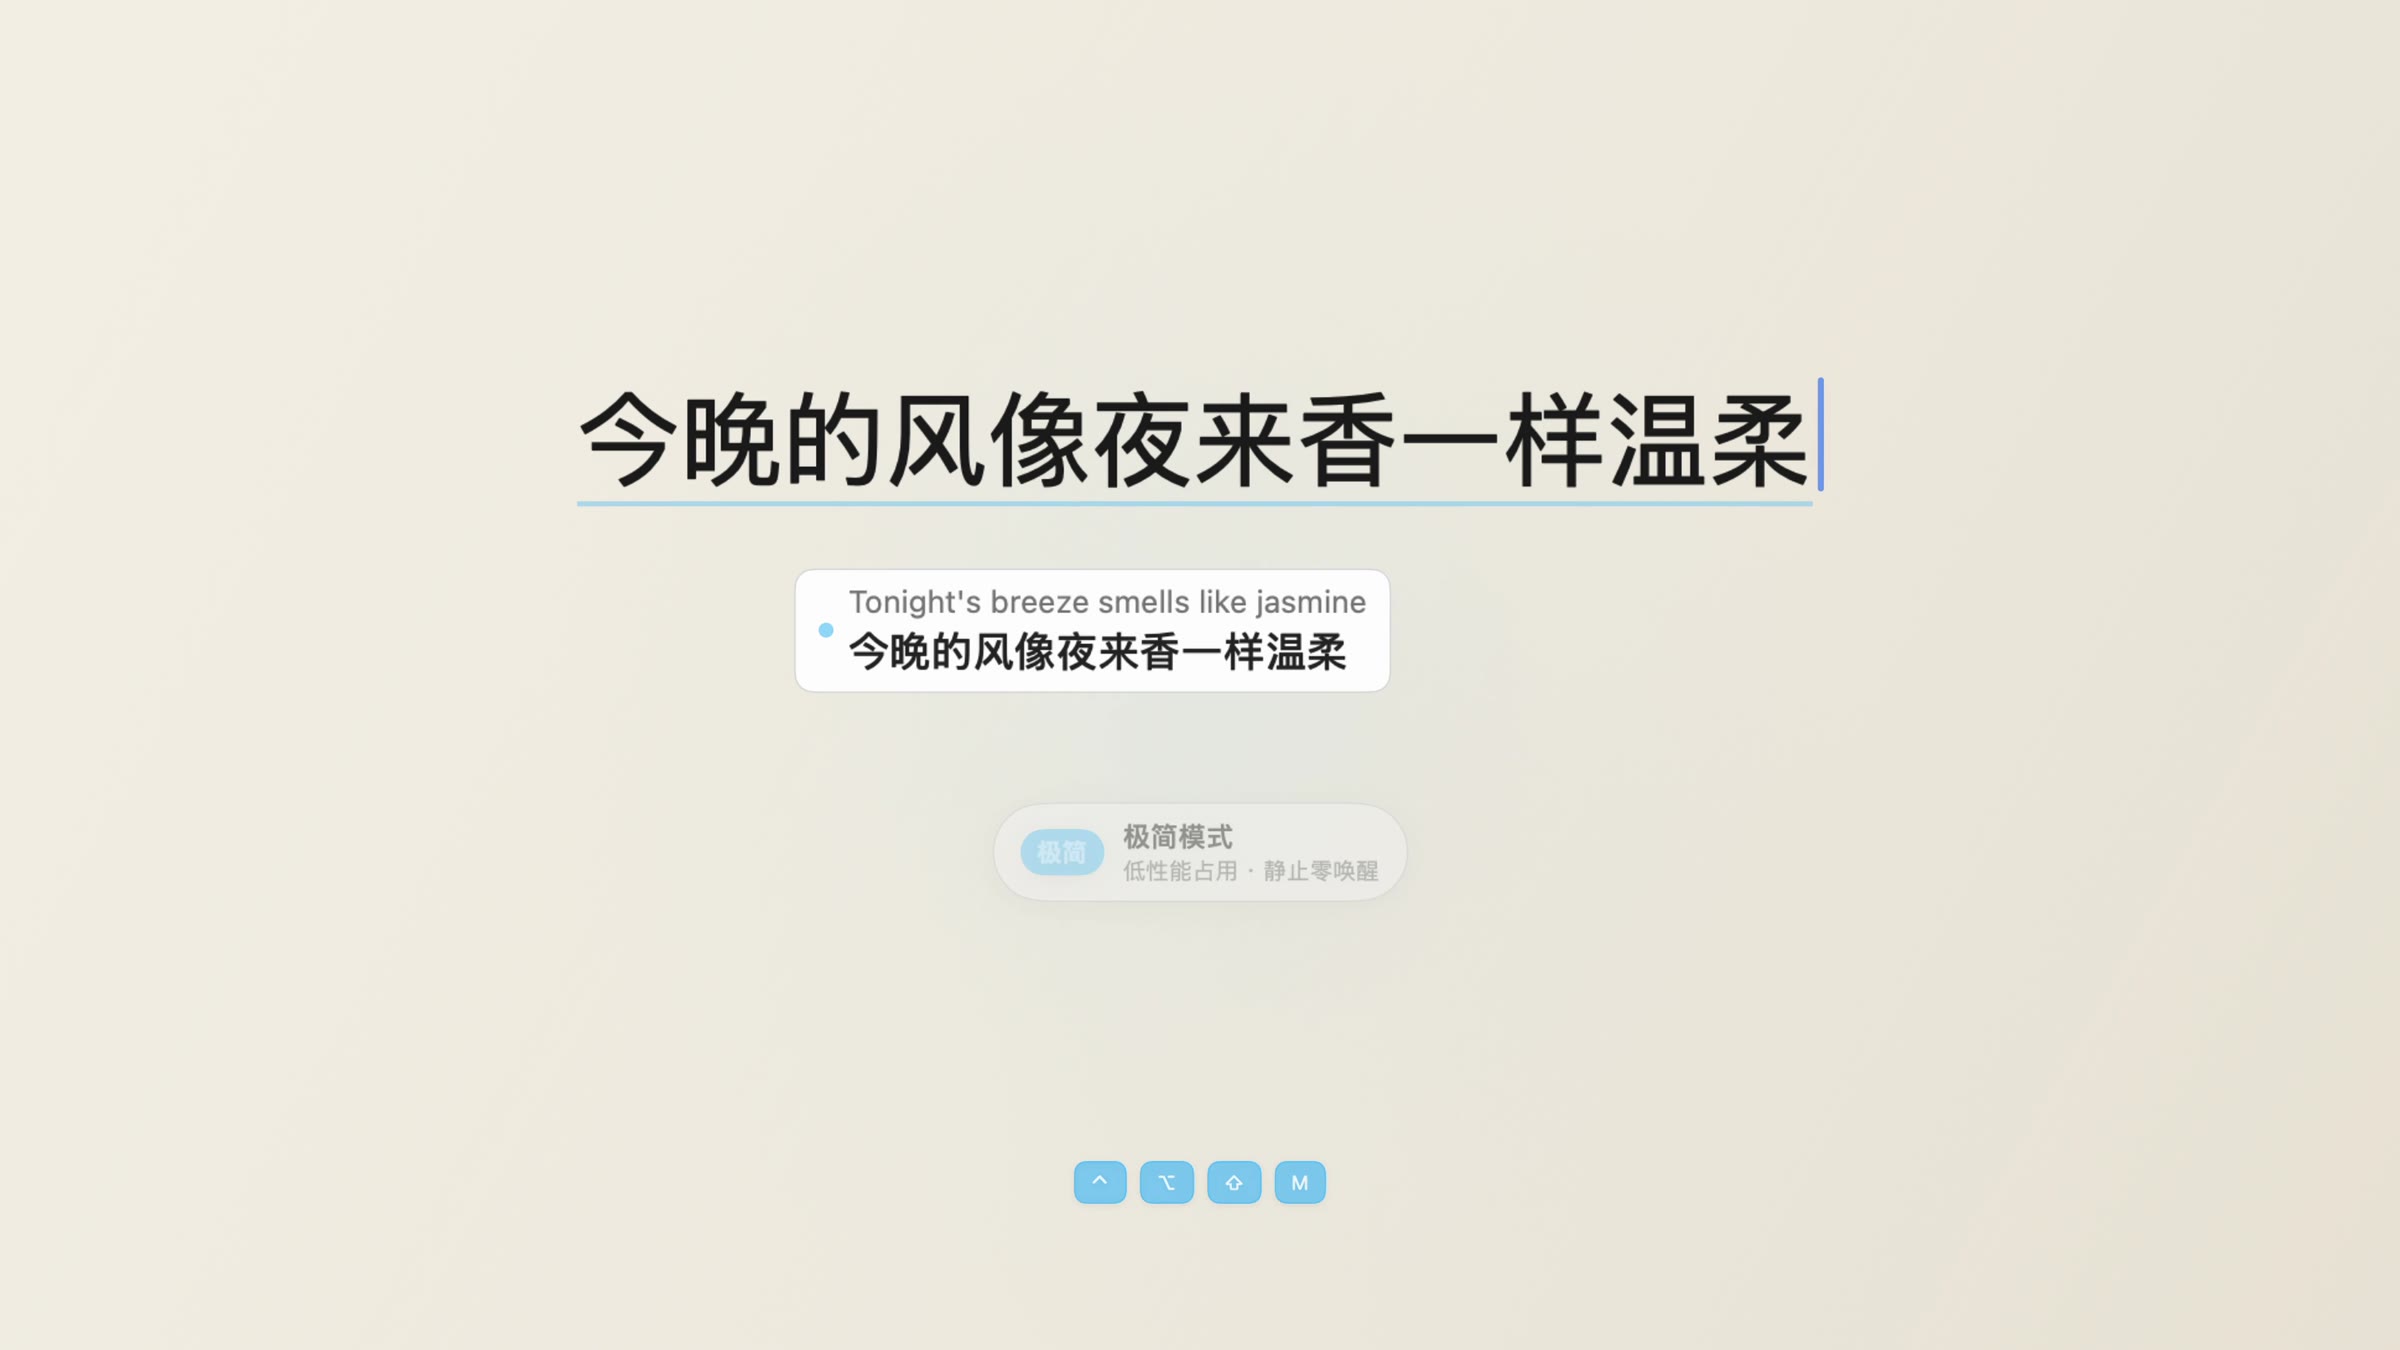 今晚的风像夜来香一样温柔
Tonight's breeze smells like jasmine
今晚的风像夜来香一样温柔
极简
极简模式
低性能占用 · 静止零唤醒
^ ⌥ ⇧ M